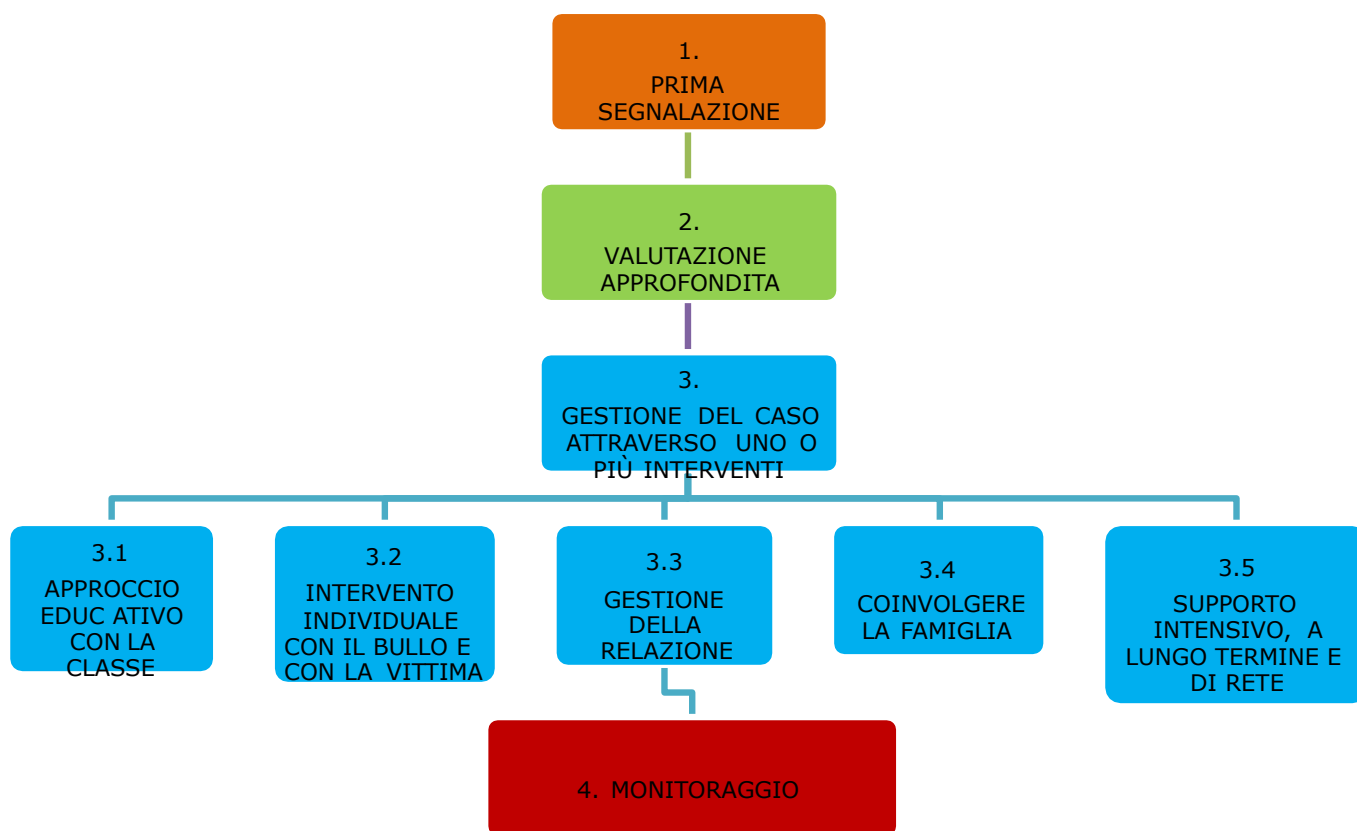 1.
PRIMA
SEGNALAZIONE
2.
VALUTAZIONE
APPROFONDITA
3.
GESTIONE DEL CASO
ATTRAVERSO UNO O
PIÙ INTERVENTI
3.1
APPROCCIO
EDUC ATIVO
CON LA
CLASSE
3.2
INTERVENTO
INDIVIDUALE
CON IL BULLO E
CON LA VITTIMA
3.3
GESTIONE
DELLA
RELAZIONE
3.4
COINVOLGERE
LA FAMIGLIA
3.5
SUPPORTO
INTENSIVO, A
LUNGO TERMINE E
DI RETE
4. MONITORAGGIO